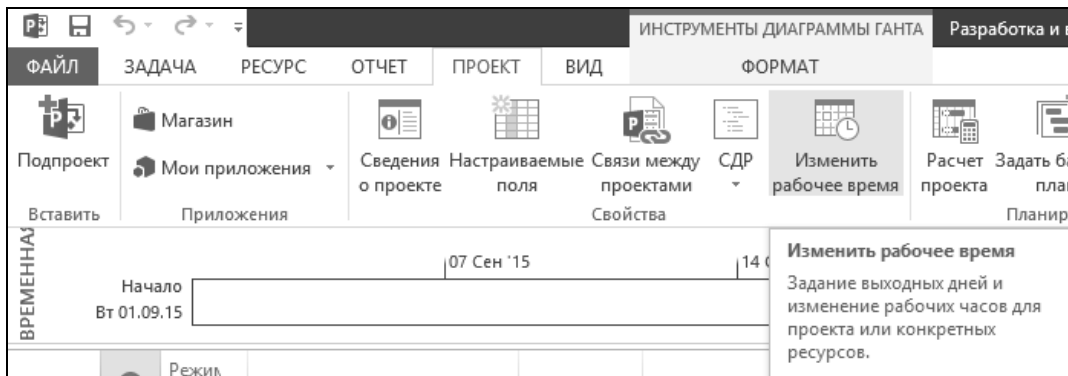 ИНСТРУМЕНТЫ ДИАГРАММЫ ГАНТА Разработка и в
ФАЙЛ ЗАДАЧА РЕСУРС ОТЧЕТ ПРОЕКТ ВИД ФОРМАТ
Магазин
Подпроект Мои приложения Сведения о проекте Настраиваемые поля Связи между проектами СДР Изменить рабочее время Расчет проекта Задать ба пла
Вставить Приложения Свойства Планир
ВРЕМЕННАЯ
07 Сен '15 14 С
Начало
Вт 01.09.15
Изменить рабочее время
Задание выходных дней и
изменение рабочих часов для
проекта или конкретных
ресурсов.
Режим